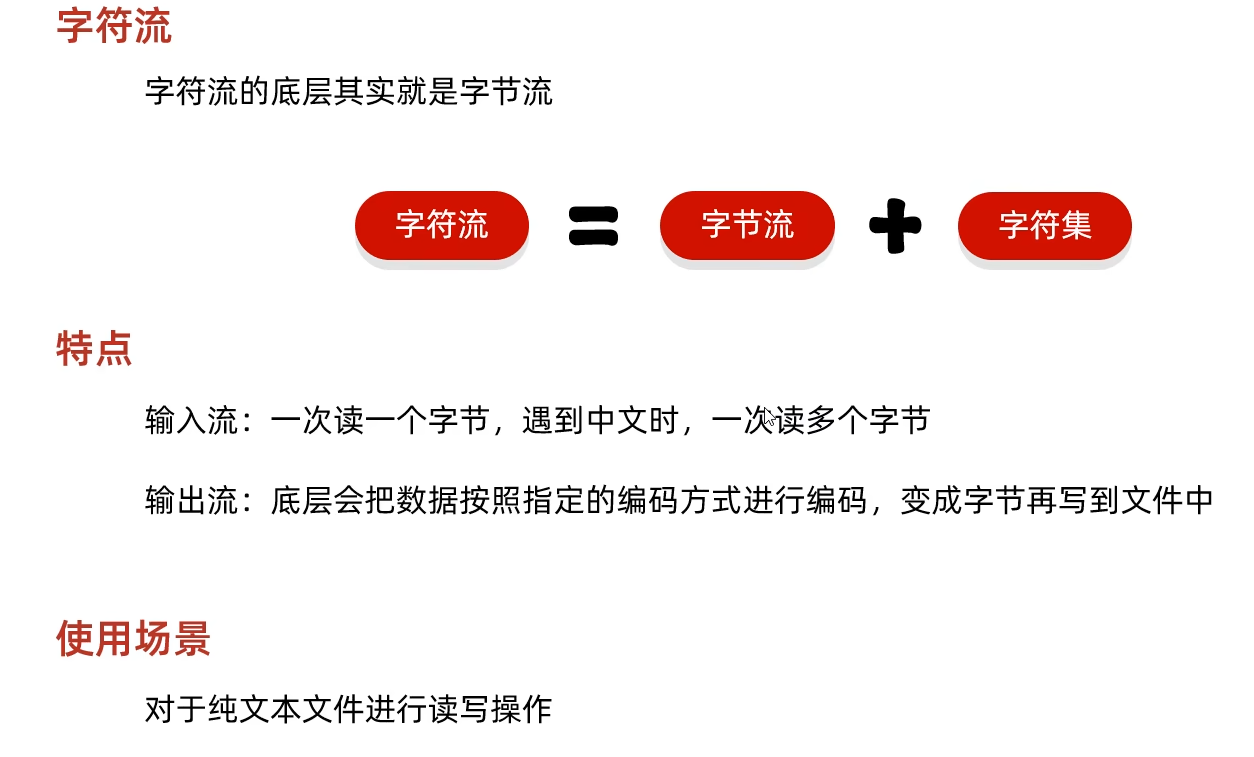 字符流
字符流的底层其实就是字节流
字符流 = 字节流 + 字符集
特点
输入流：一次读一个字节，遇到中文时，一次读多个字节
输出流：底层会把数据按照指定的编码方式进行编码，变成字节再写到文件中
使用场景
对于纯文本文件进行读写操作